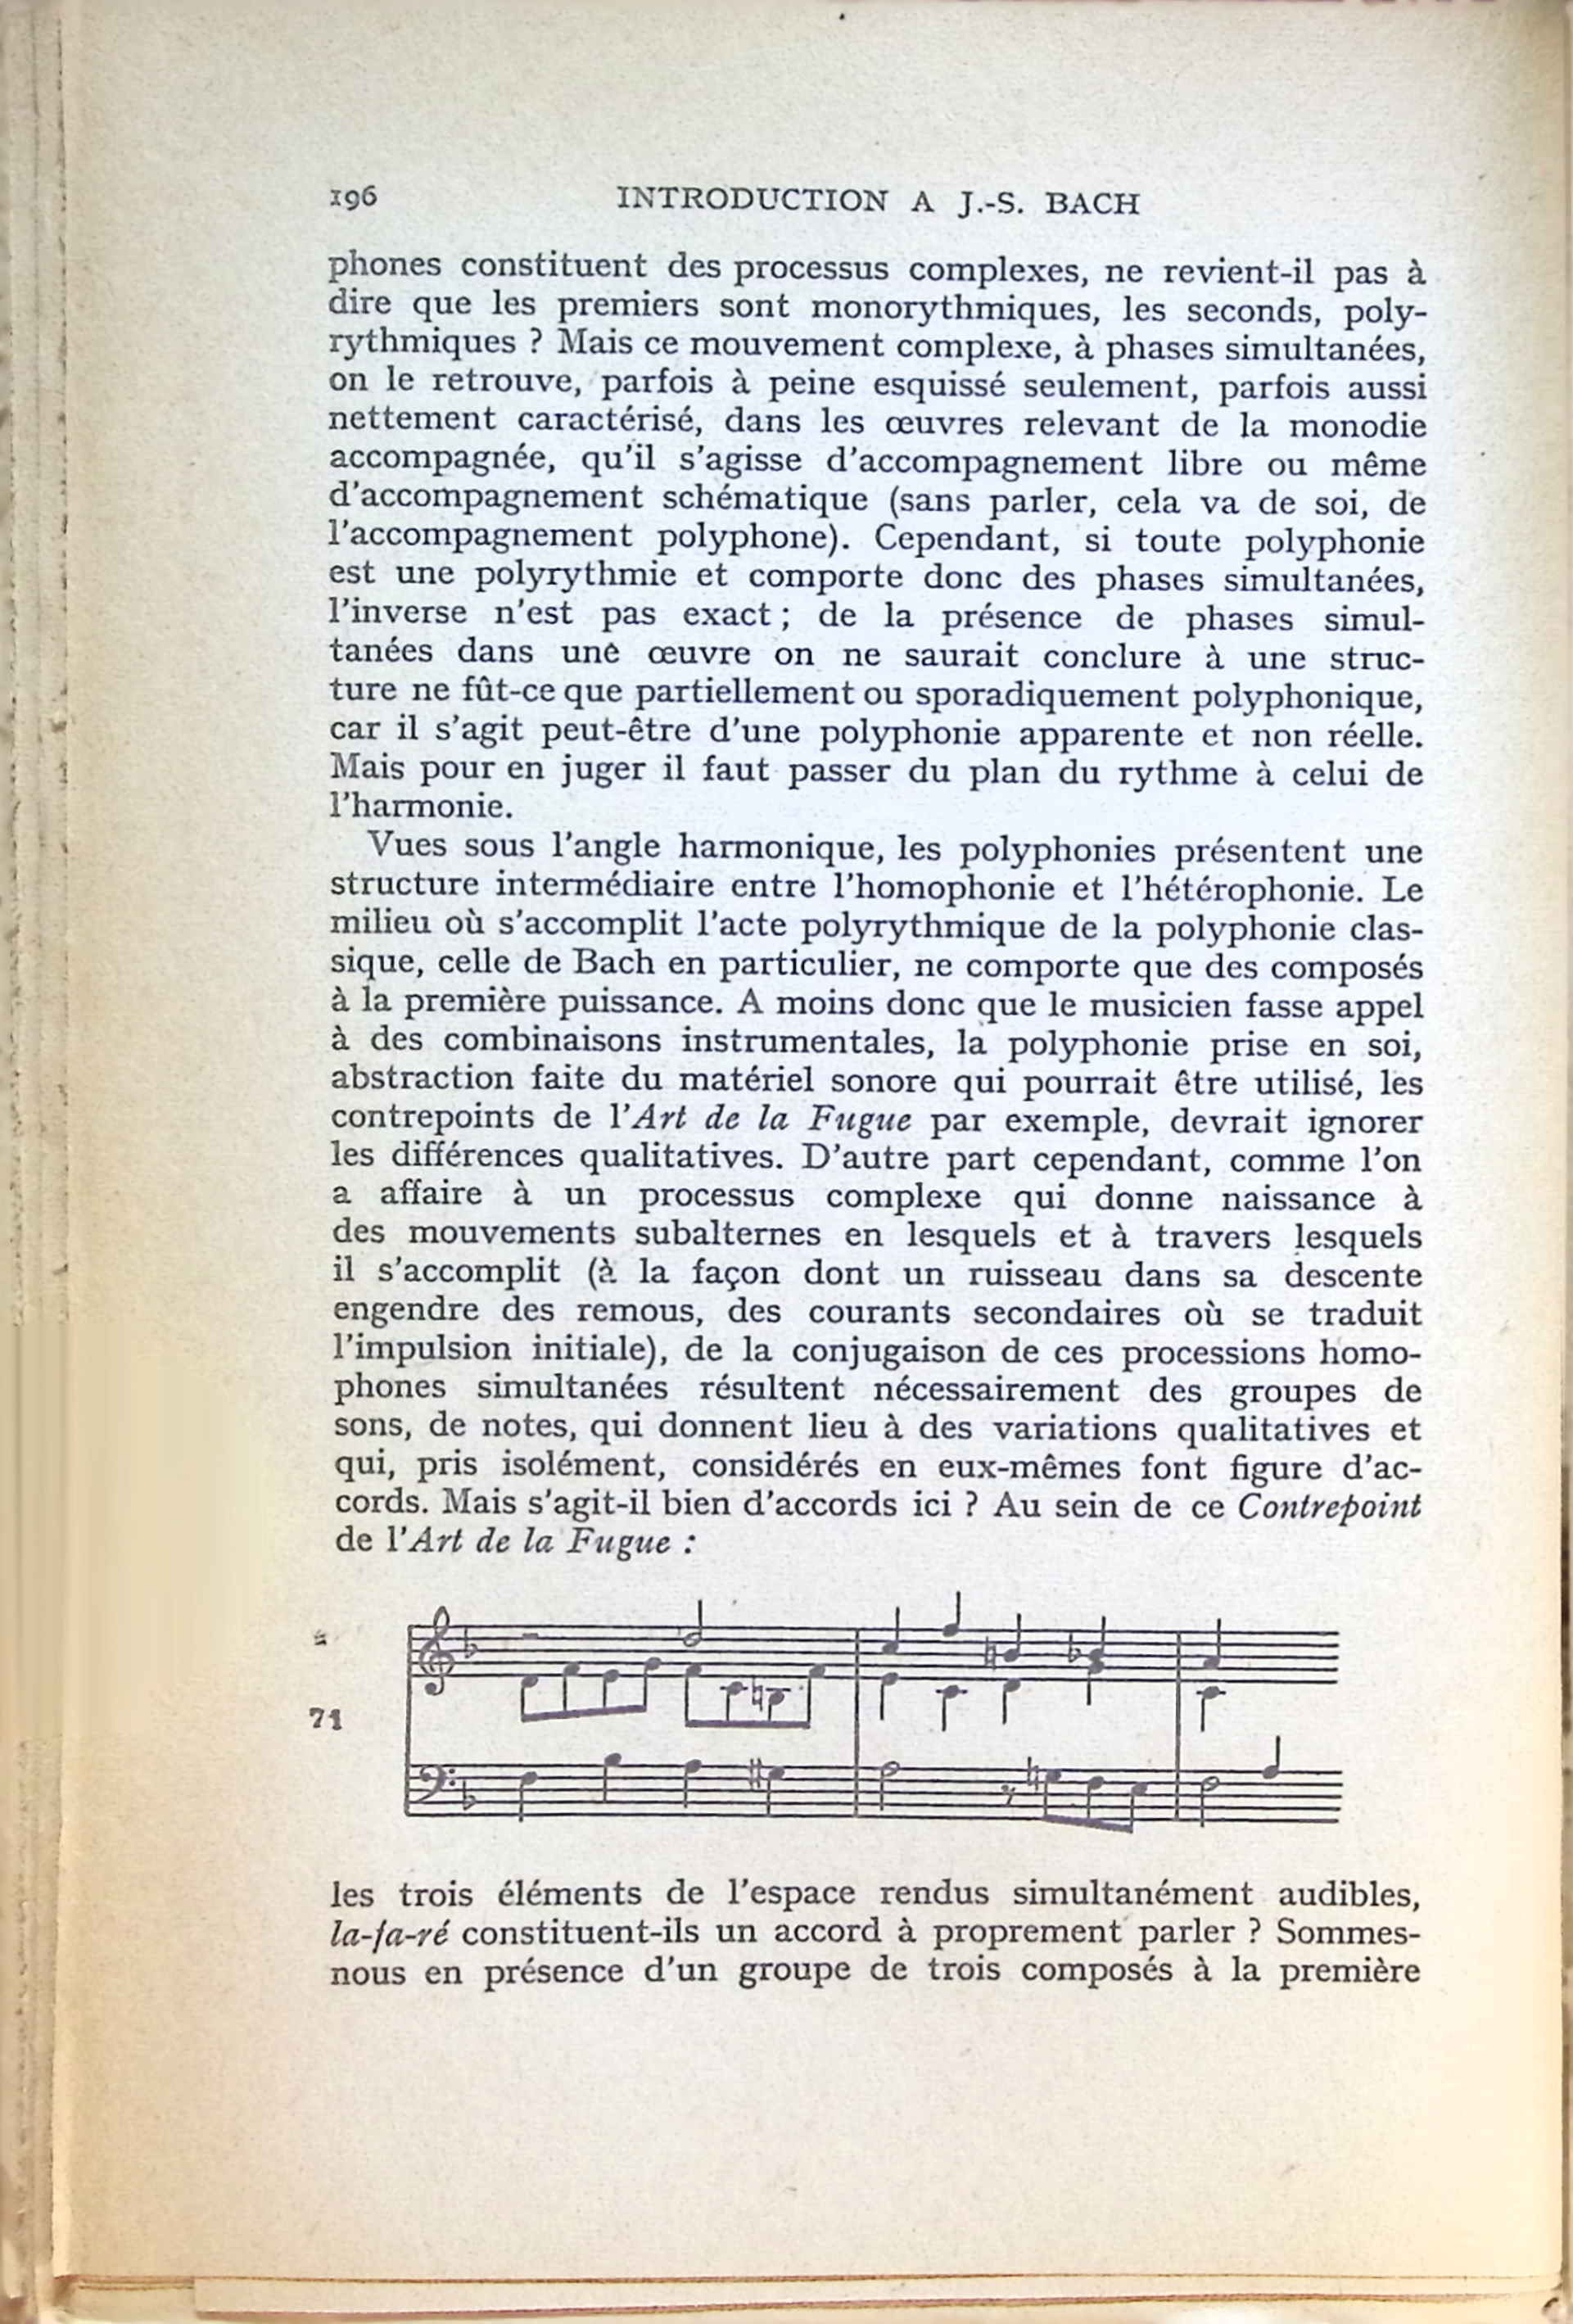 196 INTRODUCTION A J.-S. BACH
phones constituent des processus complexes, ne revient-il pas à
dire que les premiers sont monorythmiques, les seconds, poly-
rythmiques ? Mais ce mouvement complexe, à phases simultanées,
on le retrouve, parfois à peine esquissé seulement, parfois aussi
nettement caractérisé, dans les œuvres relevant de la monodie
accompagnée, qu'il s'agisse d'accompagnement libre ou même
d'accompagnement schématique (sans parler, cela va de soi, de
l'accompagnement polyphone). Cependant, si toute polyphonie
est une polyrythmie et comporte donc des phases simultanées,
l'inverse n'est pas exact ; de la présence de phases simul-
tanées dans une œuvre on ne saurait conclure à une struc-
ture ne fût-ce que partiellement ou sporadiquement polyphonique,
car il s'agit peut-être d'une polyphonie apparente et non réelle.
Mais pour en juger il faut passer du plan du rythme à celui de
l'harmonie.
Vues sous l'angle harmonique, les polyphonies présentent une
structure intermédiaire entre l'homophonie et l'hétérophonie. Le
milieu où s'accomplit l'acte polyrythmique de la polyphonie clas-
sique, celle de Bach en particulier, ne comporte que des composés
à la première puissance. A moins donc que le musicien fasse appel
à des combinaisons instrumentales, la polyphonie prise en soi,
abstraction faite du matériel sonore qui pourrait être utilisé, les
contrepoints de l'Art de la Fugue par exemple, devrait ignorer
les différences qualitatives. D'autre part cependant, comme l'on
a affaire à un processus complexe qui donne naissance à
des mouvements subalternes en lesquels et à travers lesquels
il s'accomplit (à la façon dont un ruisseau dans sa descente
engendre des remous, des courants secondaires où se traduit
l'impulsion initiale), de la conjugaison de ces processions homo-
phones simultanées résultent nécessairement des groupes de
sons, de notes, qui donnent lieu à des variations qualitatives et
qui, pris isolément, considérés en eux-mêmes font figure d'ac-
cords. Mais s'agit-il bien d'accords ici ? Au sein de ce Contrepoint
de l'Art de la Fugue :
71
les trois éléments de l'espace rendus simultanément audibles,
la-fa-ré constituent-ils un accord à proprement parler ? Sommes-
nous en présence d'un groupe de trois composés à la première